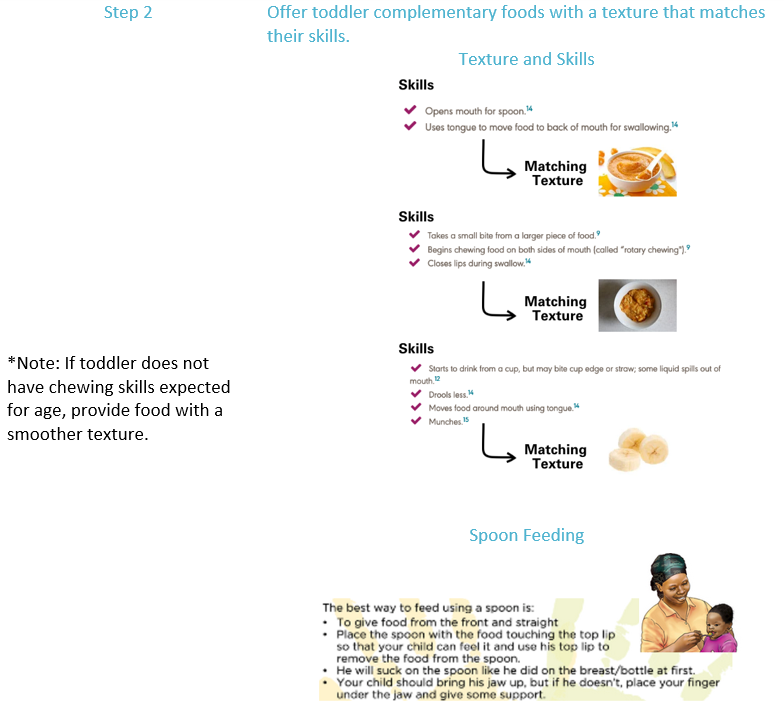 Step 2
Offer toddler complementary foods with a texture that matches
their skills.
Texture and Skills
Skills
✔ Opens mouth for spoon.14
✔ Uses tongue to move food to back of mouth for swallowing.14
Matching
Texture
Skills
✔ Takes a small bite from a larger piece of food.9
✔ Begins chewing food on both sides of mouth (called “rotary chewing”).9
✔ Closes lips during swallow.14
Matching
Texture
*Note: If toddler does not
have chewing skills expected
for age, provide food with a
smoother texture.
Skills
✔ Starts to drink from a cup, but may bite cup edge or straw; some liquid spills out of
mouth.12
✔ Drools less.14
✔ Moves food around mouth using tongue.14
✔ Munches.15
Matching
Texture
Spoon Feeding
The best way to feed using a spoon is:
• To give food from the front and straight
• Place the spoon with the food touching the top lip
so that your child can feel it and use his top lip to
remove the food from the spoon.
• He will suck on the spoon like he did on the breast/bottle at first.
• Your child should bring his jaw up, but if he doesn't, place your finger
under the jaw and give some support.